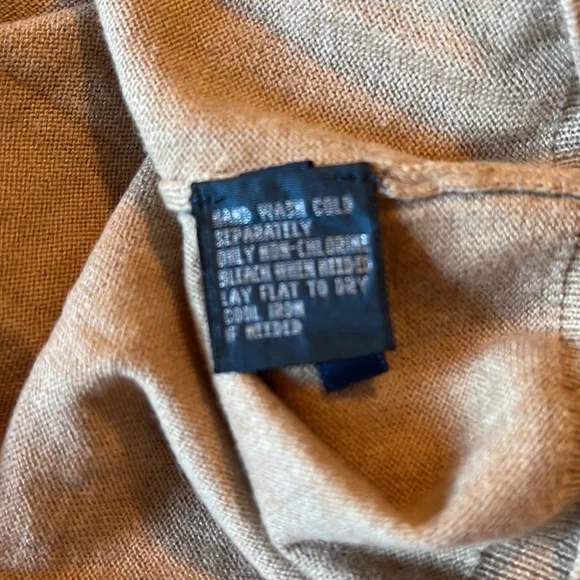 HAND WASH COLD
SEPARATELY
ONLY NON-CHLORINE
BLEACH WHEN NEEDED
LAY FLAT TO DRY
COOL IRON
IF NEEDED